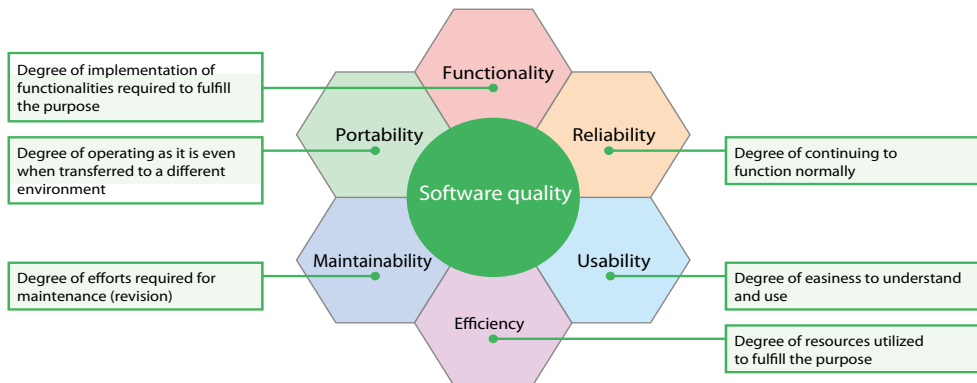 Degree of implementation of
functionalities required to fulfill
the purpose
Functionality
Portability
Reliability
Degree of operating as it is even
when transferred to a different
environment
Degree of continuing to
function normally
Software quality
Maintainability
Usability
Degree of efforts required for
maintenance (revision)
Degree of easiness to understand
and use
Efficiency
Degree of resources utilized
to fulfill the purpose